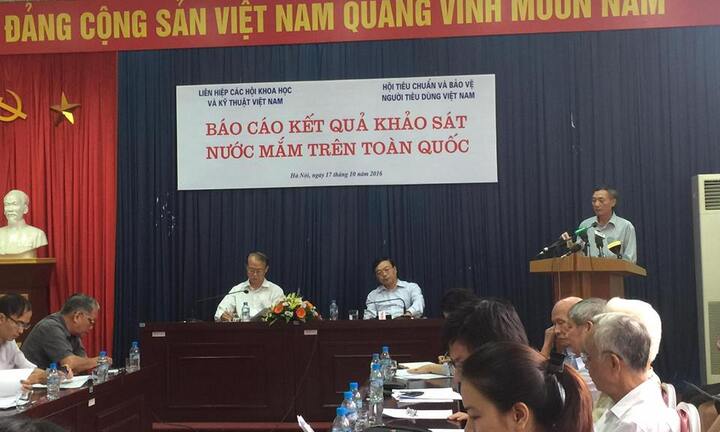 ĐẢNG CỘNG SẢN VIỆT NAM QUANG VINH MUÔN NĂM
LIÊN HIỆP CÁC HỘI KHOA HỌC
VÀ KỸ THUẬT VIỆT NAM
HỘI TIÊU CHUẨN VÀ BẢO VỆ
NGƯỜI TIÊU DÙNG VIỆT NAM
BÁO CÁO KẾT QUẢ KHẢO SÁT
NƯỚC MẮM TRÊN TOÀN QUỐC
Hà Nội, ngày 17 tháng 10 năm 2016